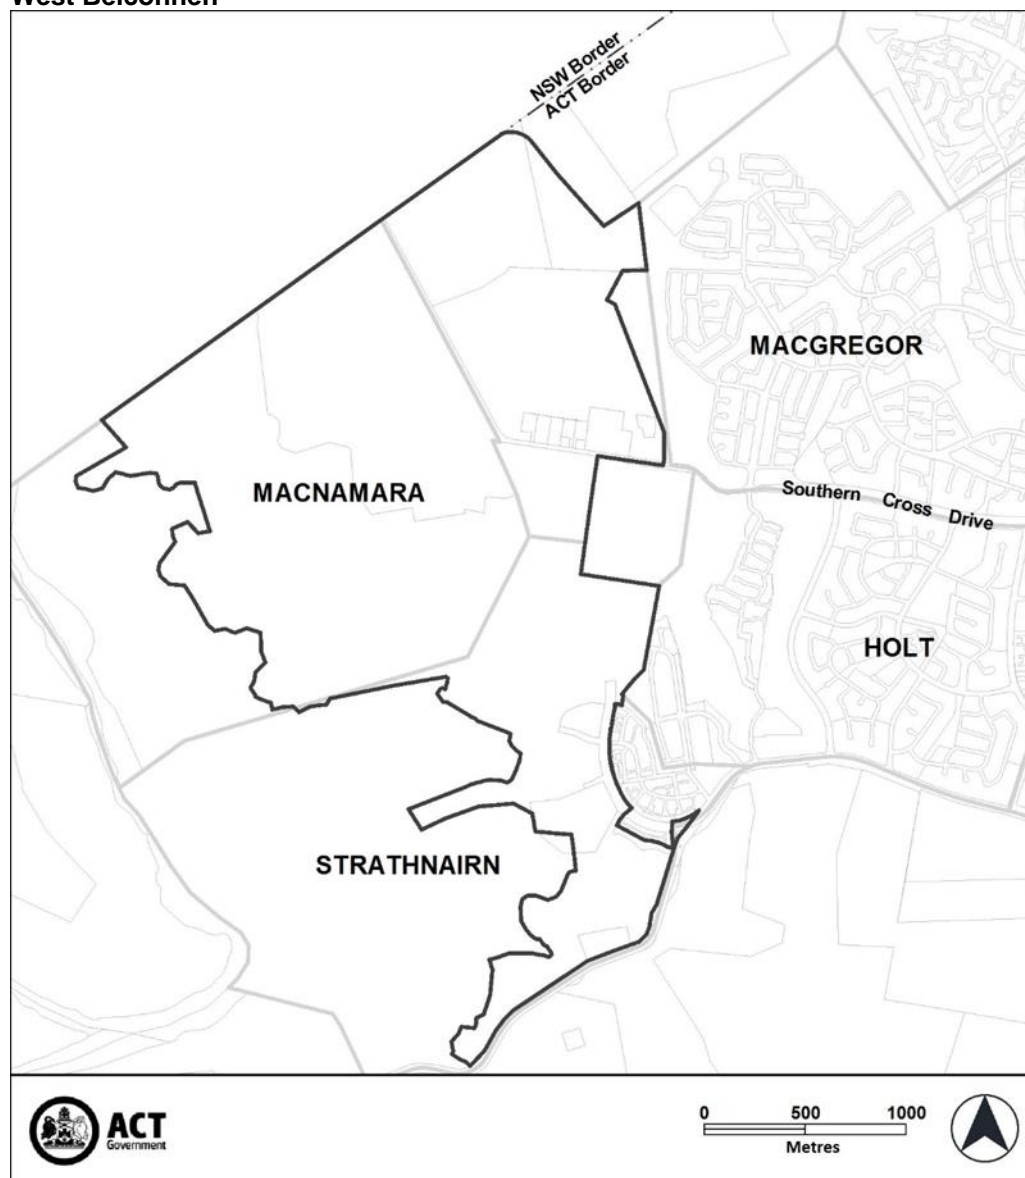 West Belconnen
NSW Border
ACT Border
MACGREGOR
MACNAMARA
Southern Cross Drive
HOLT
STRATHNAIRN
ACT
Government
0 500 1000
Metres